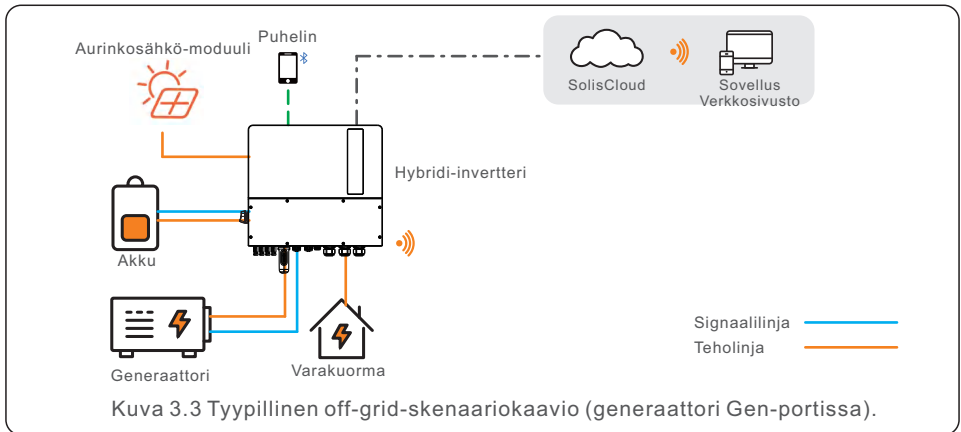 Aurinkosähkö-moduuli
Puhelin
SolisCloud
Sovellus
Verkkosivusto
Hybridi-invertteri
Akku
Generaattori
Varakuorma
Signaalilinja
Teholinja
Kuva 3.3 Tyypillinen off-grid-skenaariokaavio (generaattori Gen-portissa).